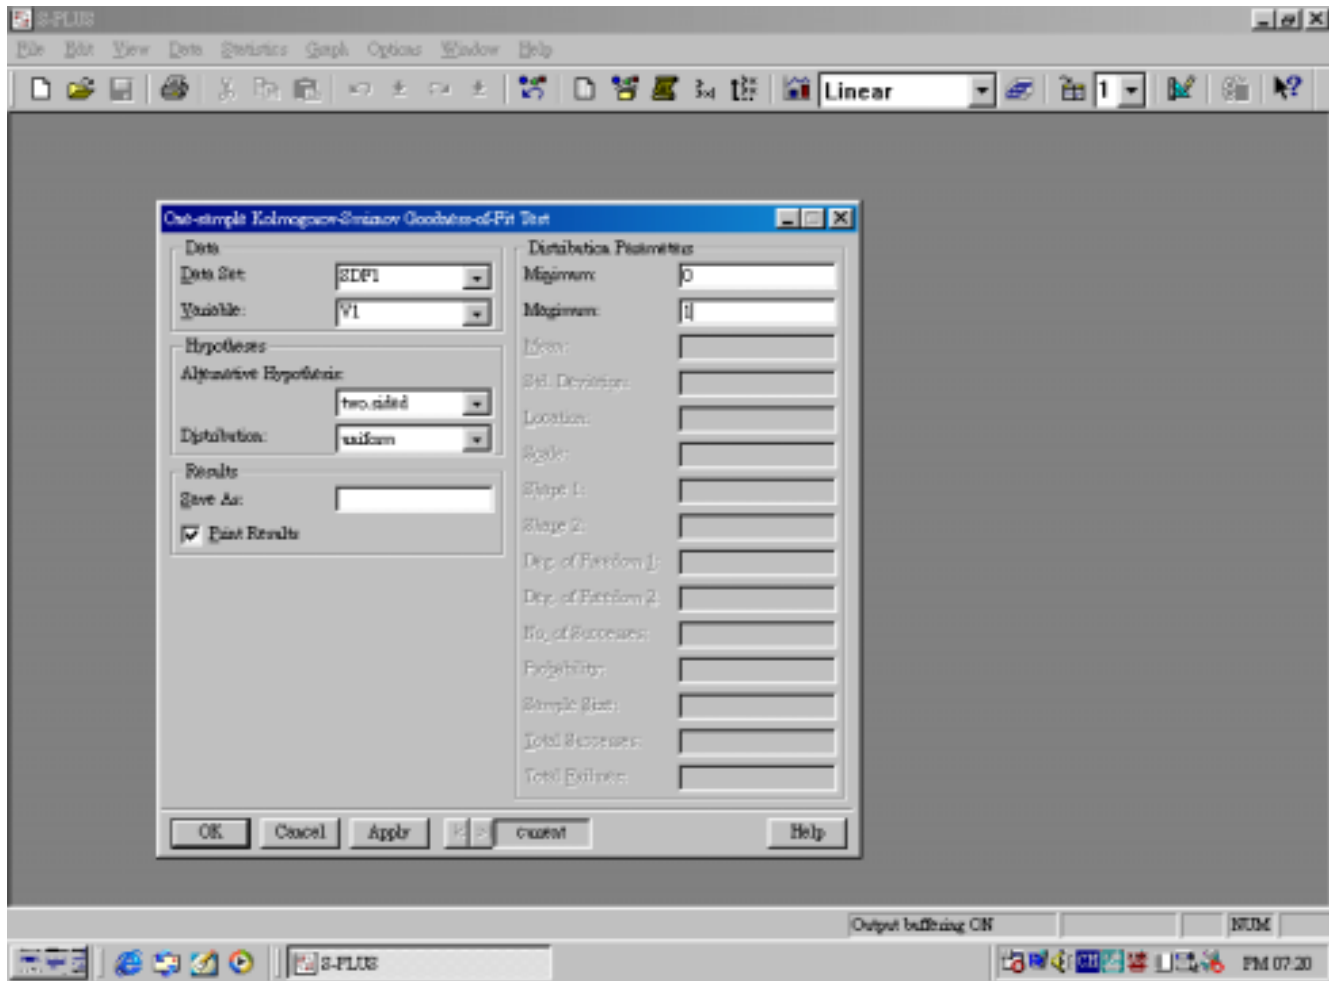 S-PLUS
File Edit View Data Statistics Graph Options Window Help
Linear 1
One-sample Kolmogorov-Smirnov Goodness-of-Fit Test
Data
Data Set: SDF1
Variable: V1
Hypotheses
Alternative Hypothesis:
two.sided
Distribution: uniform
Results
Save As:
Print Results
Distribution Parameters
Minimum: 0
Maximum: 1
Mean:
Std. Deviation:
Location:
Scale:
Shape 1:
Shape 2:
Deg. of Freedom 1:
Deg. of Freedom 2:
No. of Successes:
Probability:
Sample Size:
Total Successes:
Total Failures:
OK Cancel Apply current Help
Output buffering ON NUM
S-PLUS PM 07:20